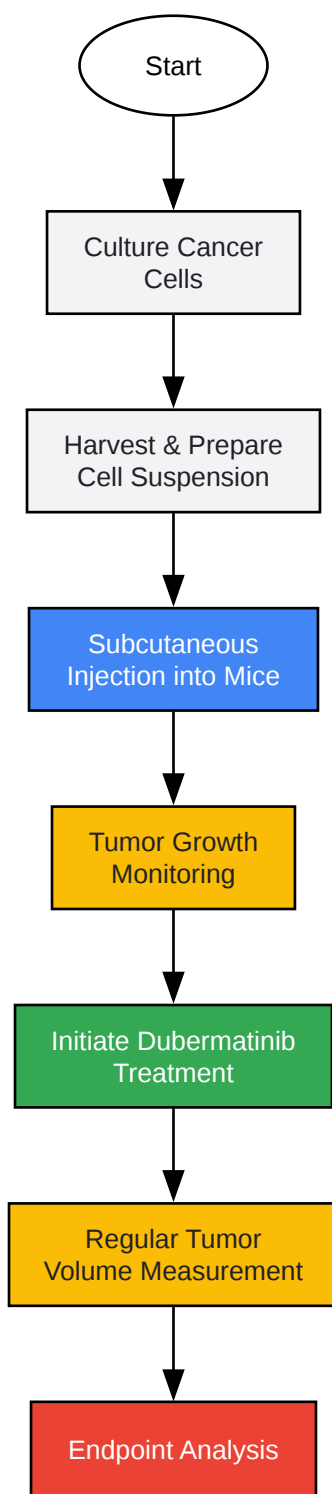 Start
Culture Cancer
Cells
Harvest & Prepare
Cell Suspension
Subcutaneous
Injection into Mice
Tumor Growth
Monitoring
Initiate Dubermatinib
Treatment
Regular Tumor
Volume Measurement
Endpoint Analysis